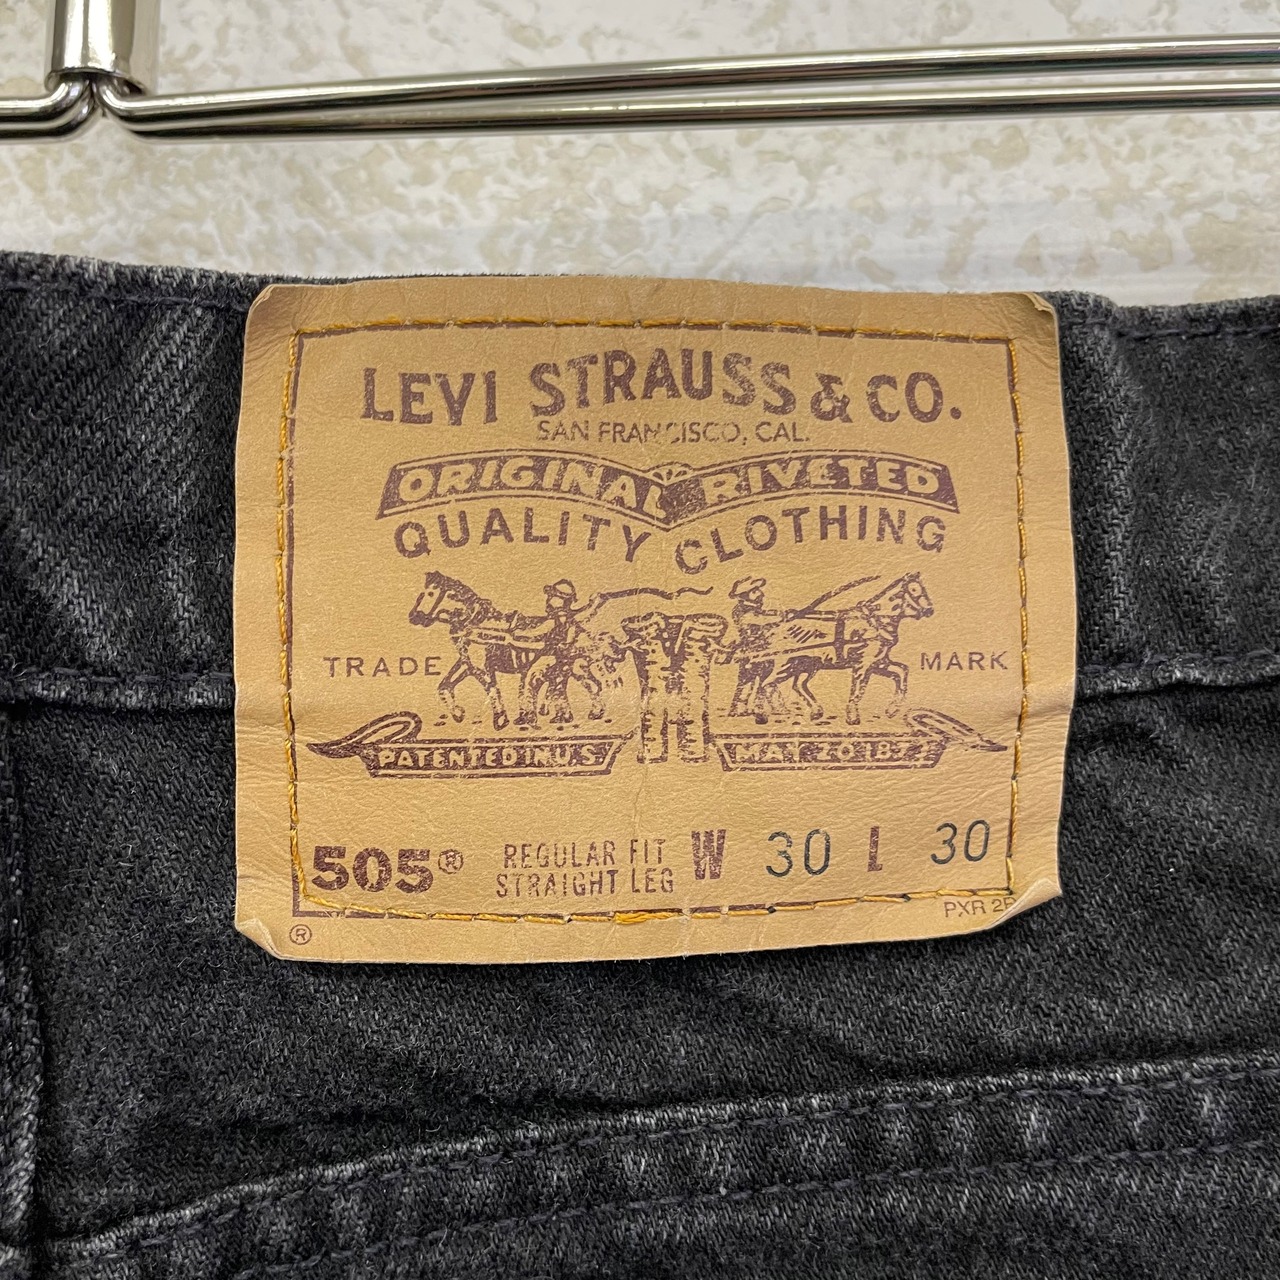 LEVI STRAUSS & CO.
SAN FRANCISCO, CAL.
ORIGINAL RIVETED
QUALITY CLOTHING
TRADE MARK
PATENTED IN U.S. MAY 20 1873
505® REGULAR FIT W 30 L 30
STRAIGHT LEG
PXR
®